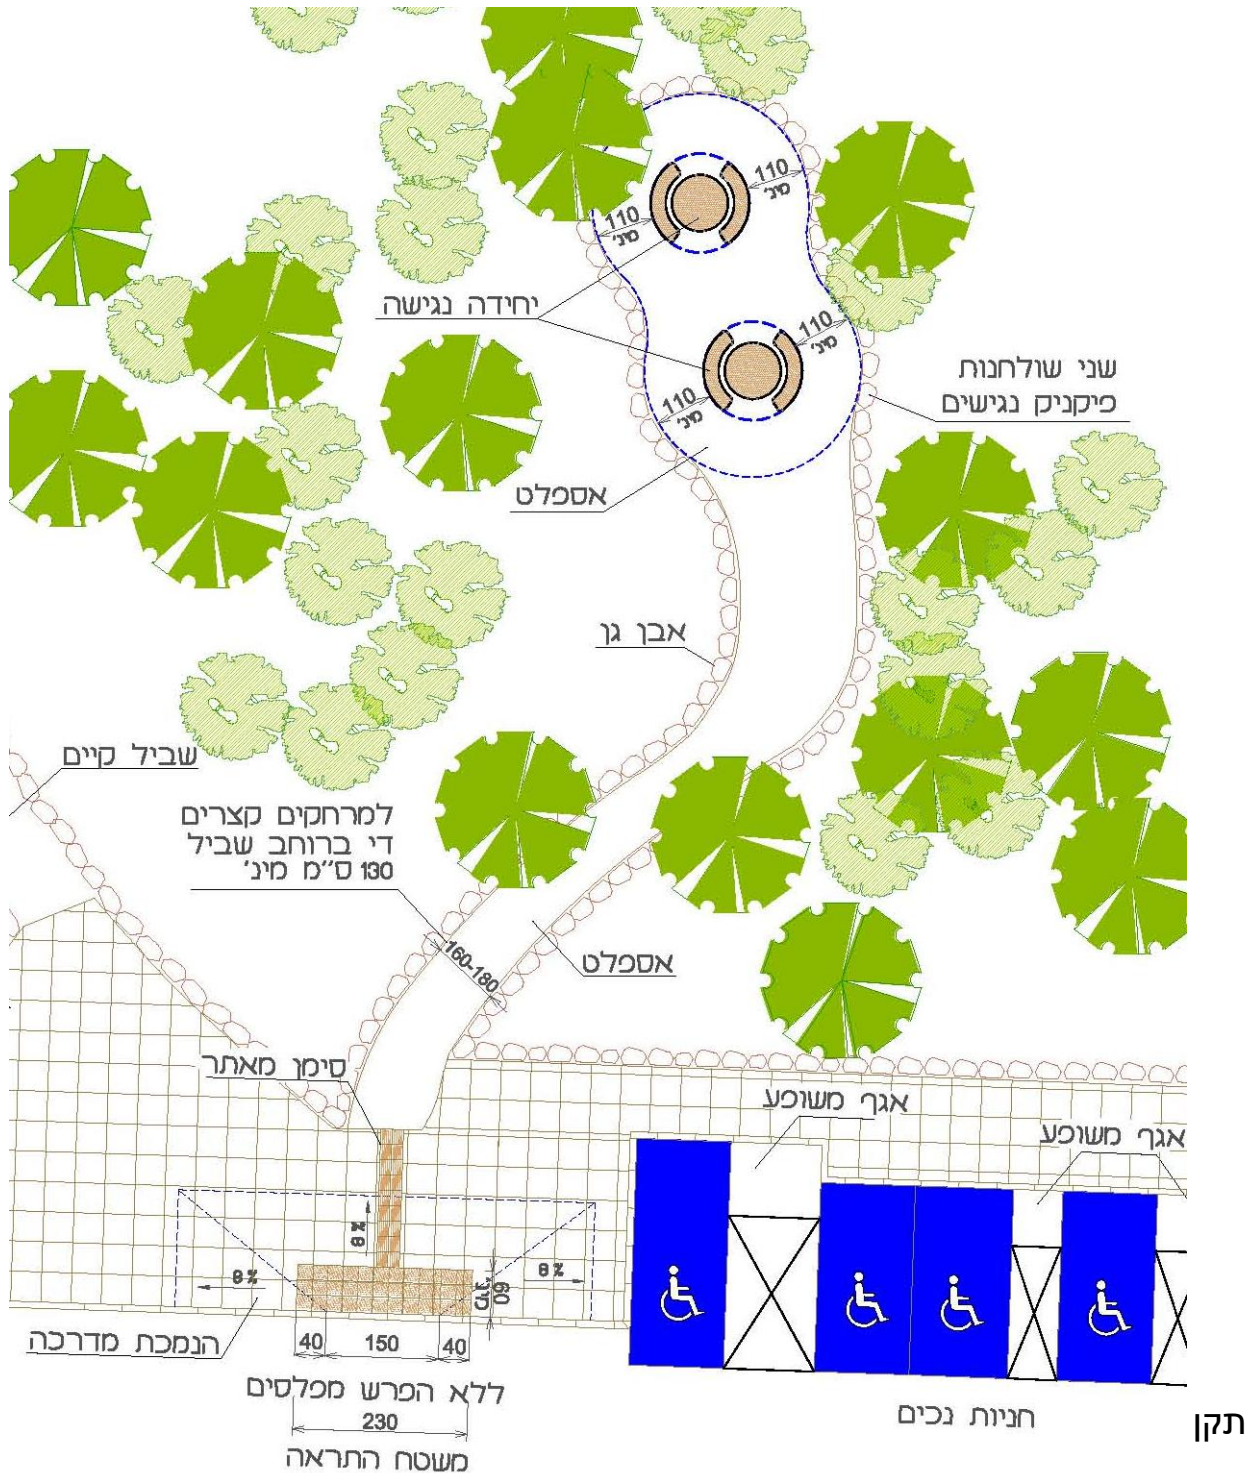 110
מינ'
110
מינ'
יחידה נגישה
110
מינ'
שני שולחנות
פיקניק נגישים
110
מינ'
אספלט
אבן גן
שביל קיים
למרחקים קצרים
די ברוחב שביל
130 ס"מ מינ'
160-180
אספלט
סימן מאתר
אגף משופע
אגף משופע
8%
8%
8%
60
מינ'
הנמכת מדרכה
40
150
40
ללא הפרש מפלסים
230
משטח התראה
חניות נכים
תקן